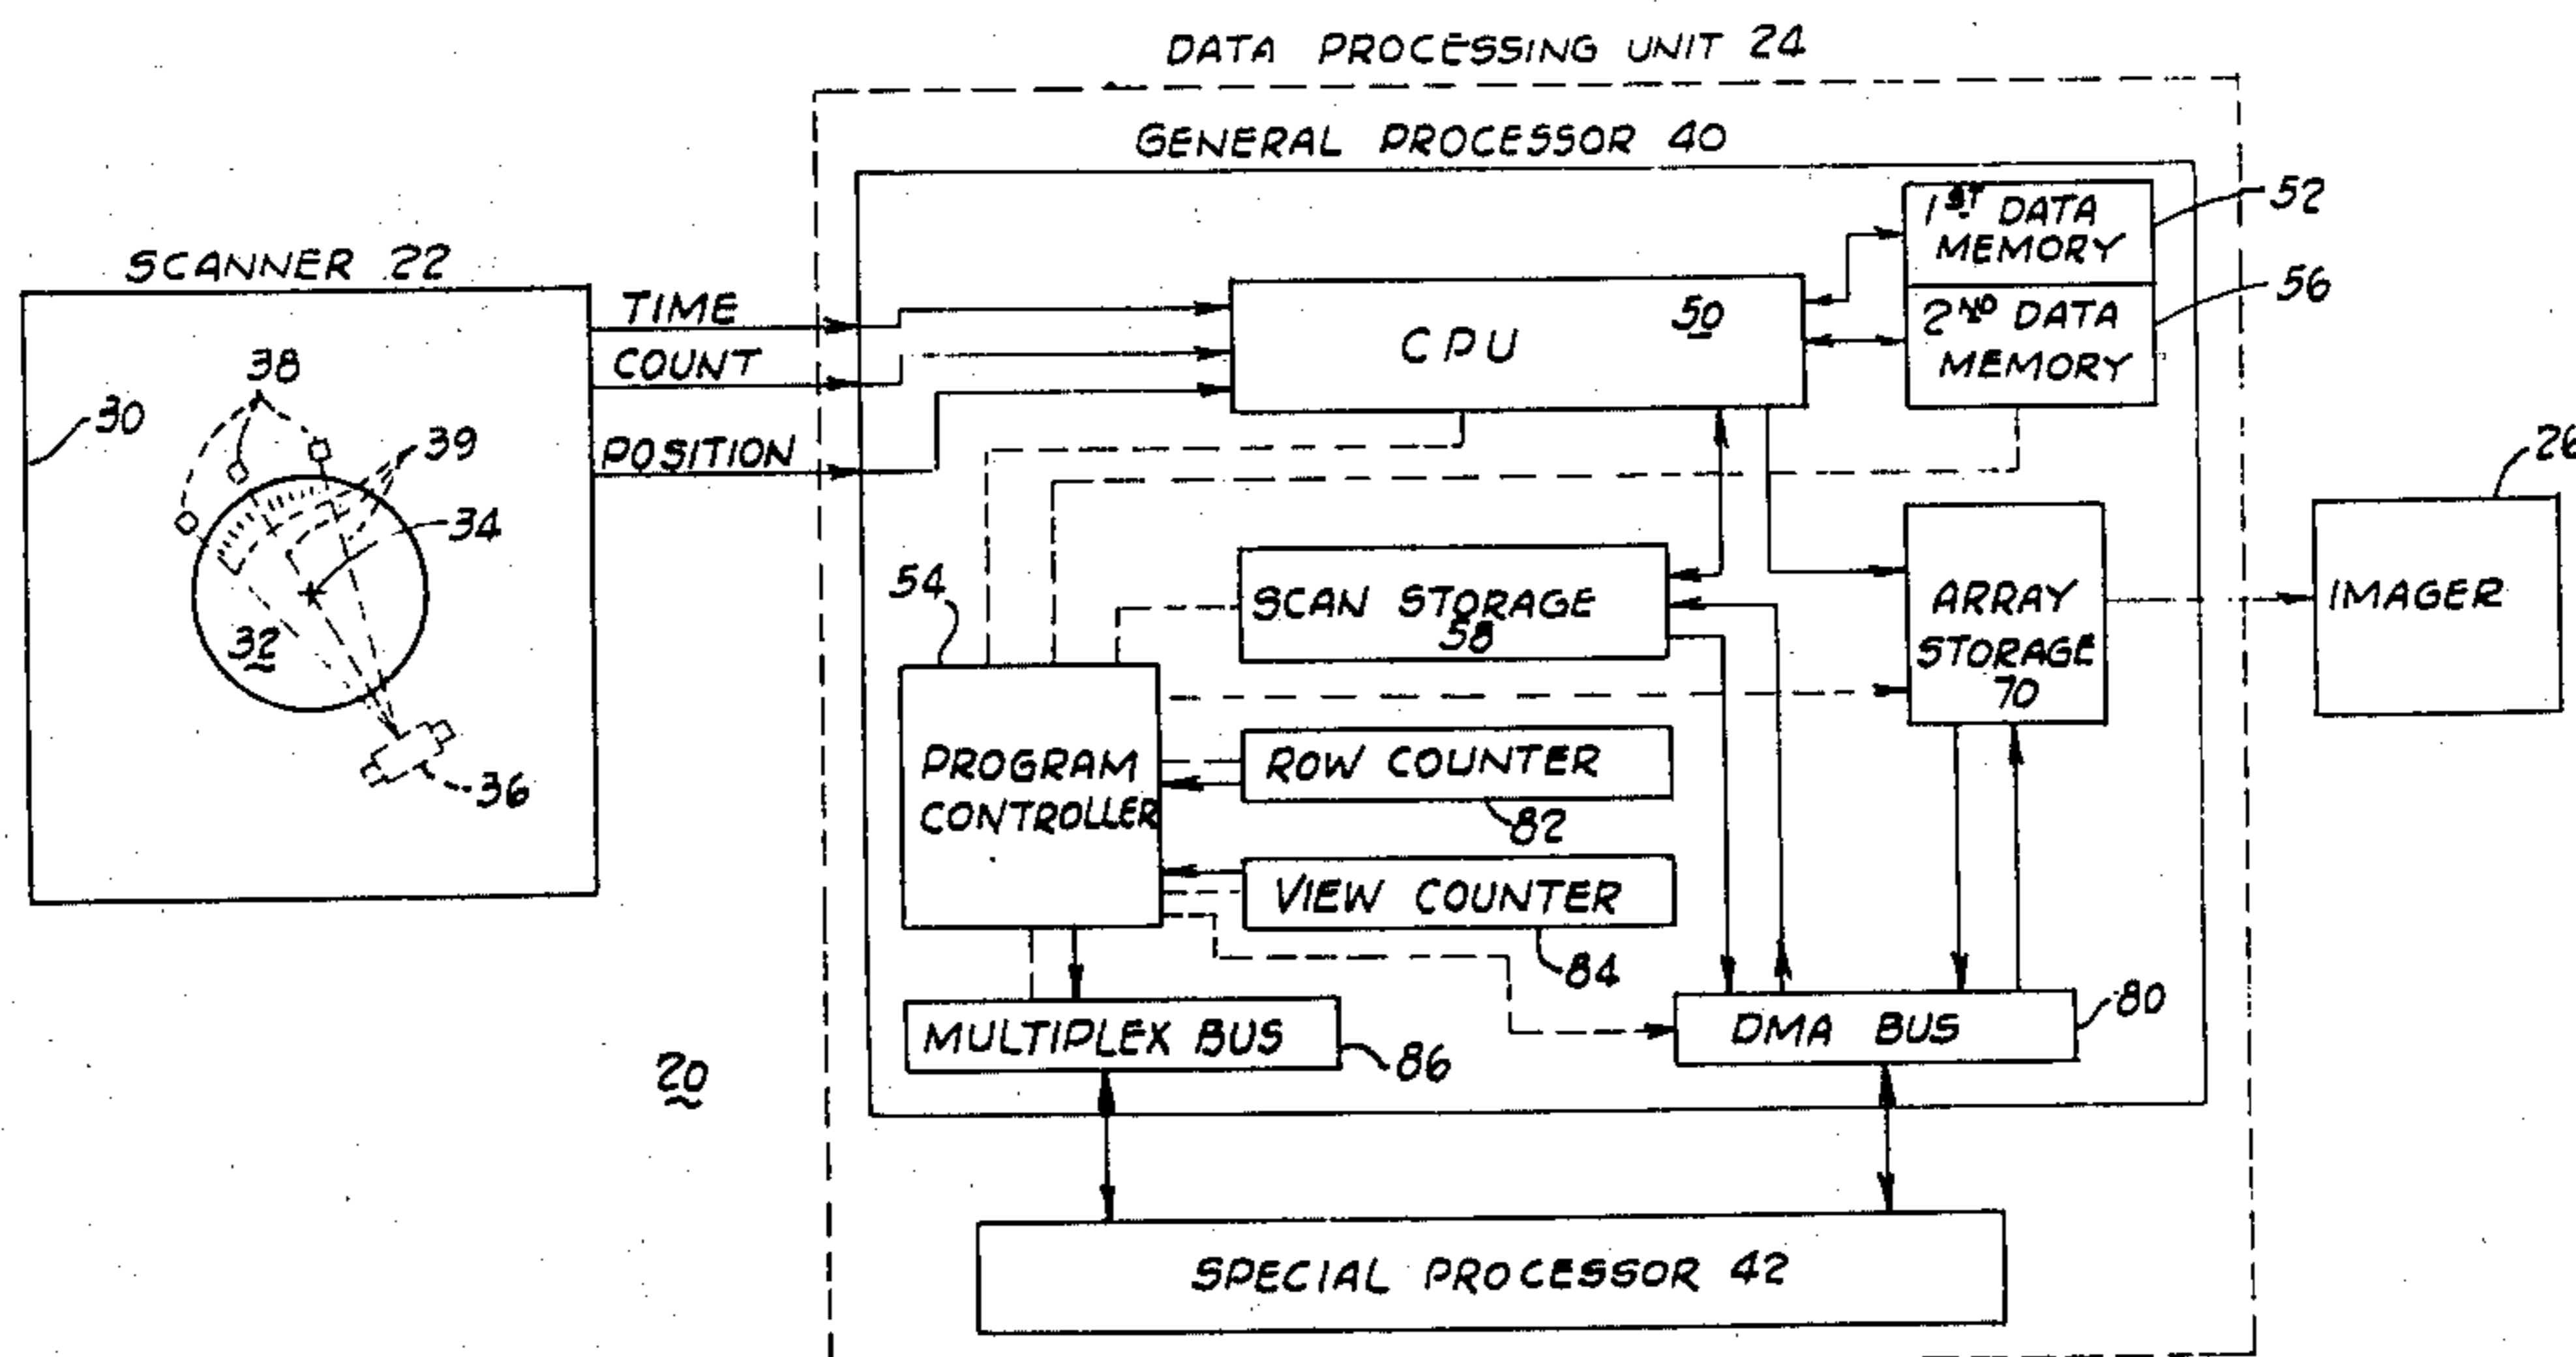 DATA PROCESSING UNIT 24
GENERAL PROCESSOR 40
SCANNER 22
TIME
COUNT
POSITION
30
38
39
34
32
36
CPU
50
1ST DATA
MEMORY
52
2ND DATA
MEMORY
56
54
SCAN STORAGE
58
ARRAY
STORAGE
70
26
IMAGER
PROGRAM
CONTROLLER
ROW COUNTER
82
VIEW COUNTER
84
MULTIPLEX BUS
86
DMA BUS
80
20
SPECIAL PROCESSOR 42